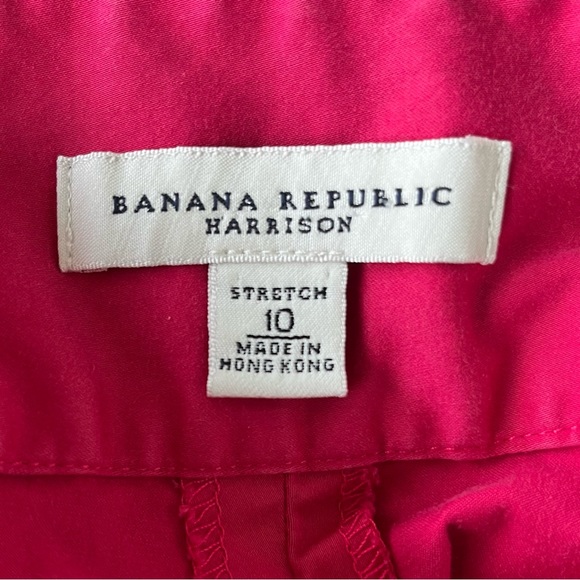 BANANA REPUBLIC
HARRISON
STRETCH
10
MADE IN
HONG KONG